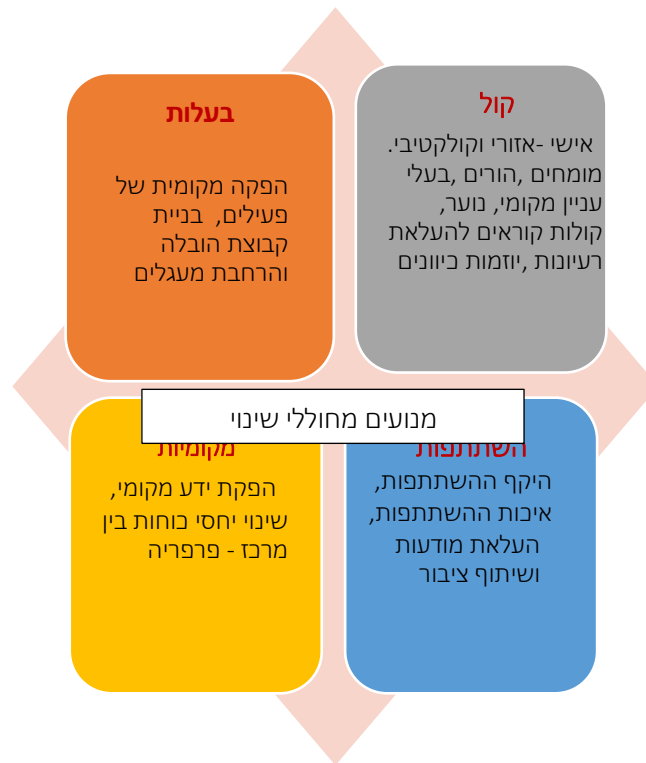 קול
אישי -אזורי וקולקטיבי.
מומחים ,הורים ,בעלי
עניין מקומי, נוער,
קולות קוראים להעלאת
רעיונות ,יוזמות כיוונים
בעלות
הפקה מקומית של
פעילים, בניית
קבוצת הובלה
והרחבת מעגלים
מנועים מחוללי שינוי
השתתפות
היקף ההשתתפות,
איכות ההשתתפות,
העלאת מודעות
ושיתוף ציבור
מקומיות
הפקת ידע מקומי,
שינוי יחסי כוחות בין
מרכז - פרפריה